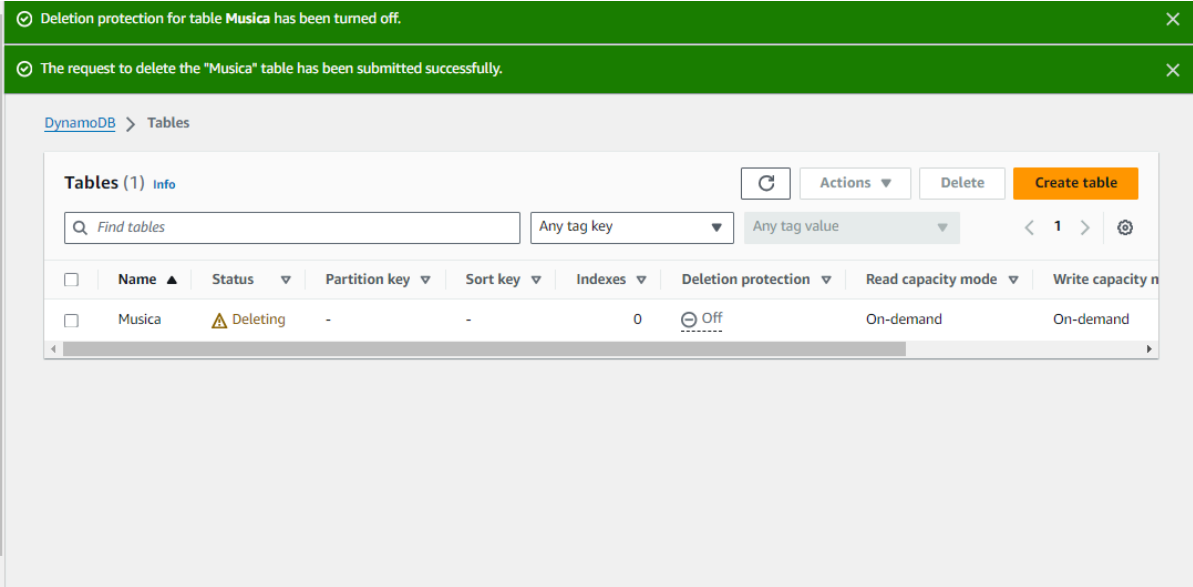 Deletion protection for table Musica has been turned off.
The request to delete the "Musica" table has been submitted successfully.
DynamoDB > Tables
Tables (1) Info Actions Delete Create table
Find tables Any tag key Any tag value 1
Name Status Partition key Sort key Indexes Deletion protection Read capacity mode Write capacity n
Musica Deleting - - 0 Off On-demand On-demand